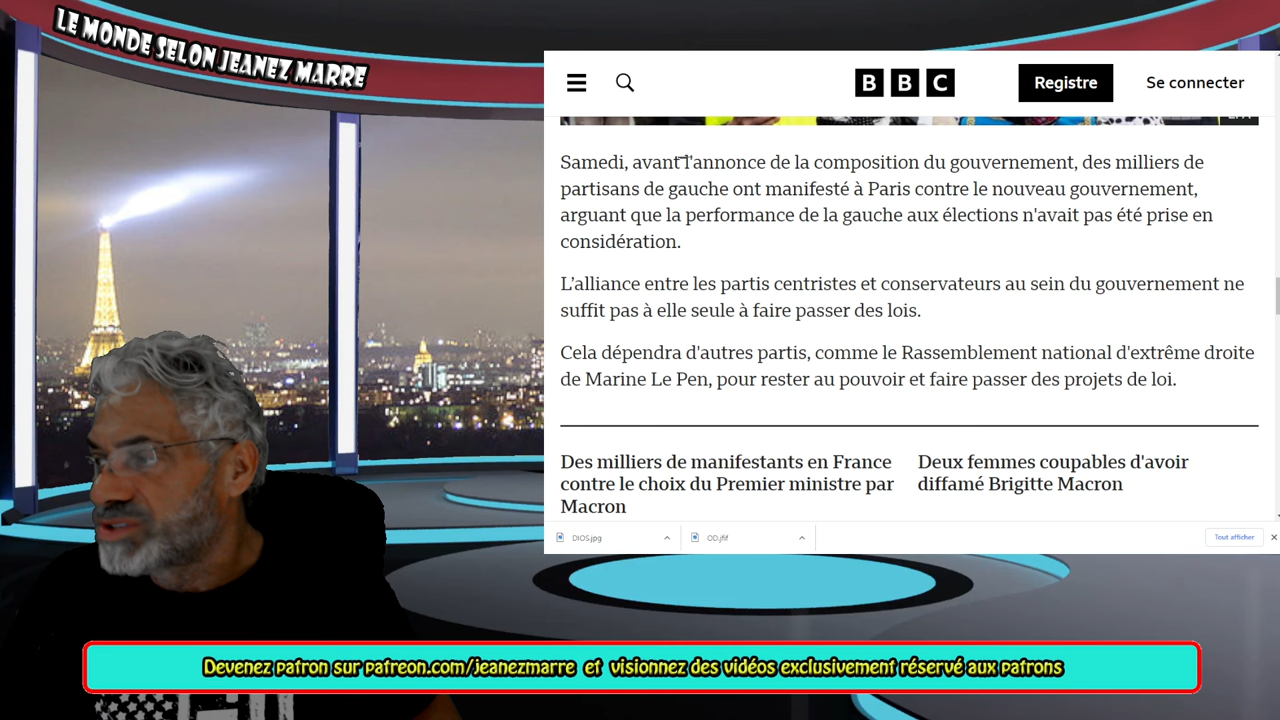 LE MONDE SELON JEANEZ MARRE
BBC
Registre
Se connecter
Samedi, avant l'annonce de la composition du gouvernement, des milliers de
partisans de gauche ont manifesté à Paris contre le nouveau gouvernement,
arguant que la performance de la gauche aux élections n'avait pas été prise en
considération.
L'alliance entre les partis centristes et conservateurs au sein du gouvernement ne
suffit pas à elle seule à faire passer des lois.
Cela dépendra d'autres partis, comme le Rassemblement national d'extrême droite
de Marine Le Pen, pour rester au pouvoir et faire passer des projets de loi.
Des milliers de manifestants en France
contre le choix du Premier ministre par
Macron
Deux femmes coupables d'avoir
diffamé Brigitte Macron
DIOS.jpg
OD.jfif
Tout afficher
Devenez patron sur patreon.com/jeanezmarre et visionnez des vidéos exclusivement réservé aux patrons